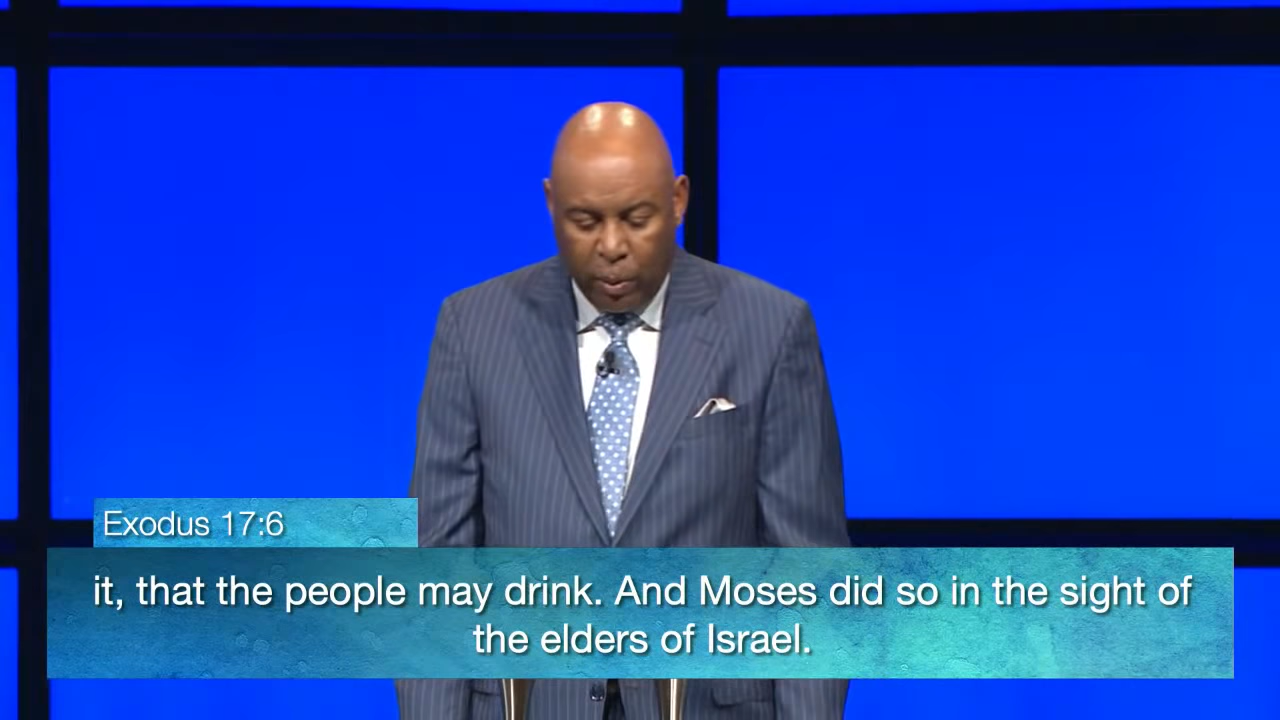 Exodus 17:6
it, that the people may drink. And Moses did so in the sight of
the elders of Israel.